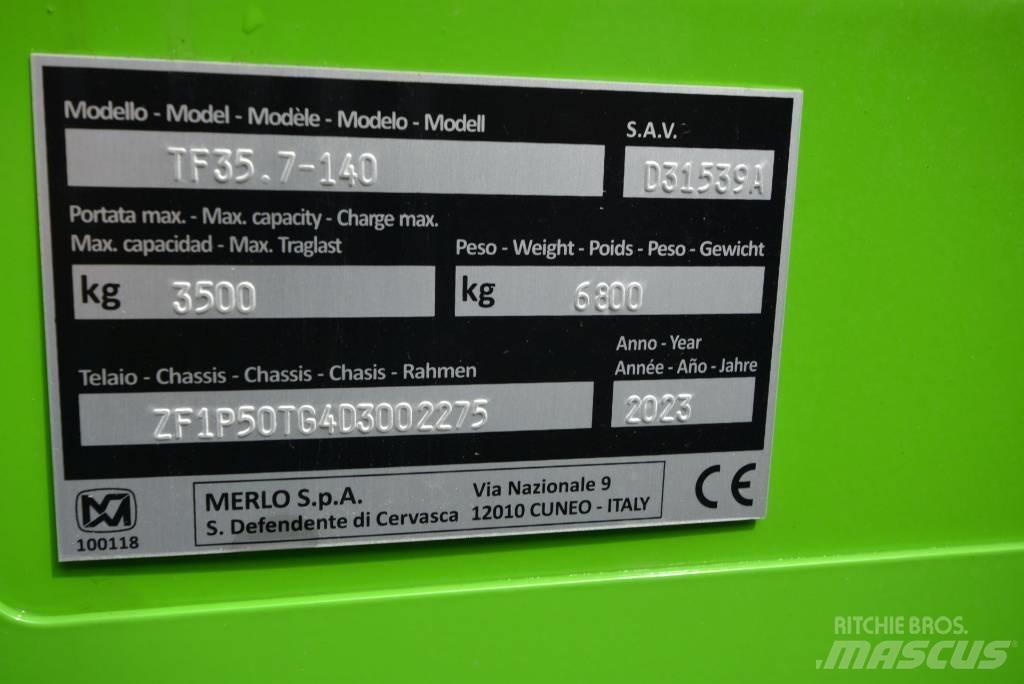 Modello - Model - Modèle - Modelo - Modell
TF35.7-140
S.A.V.
D31539A
Portata max. - Max. capacity - Charge max.
Max. capacidad - Max. Traglast
kg 3500
Peso - Weight - Poids - Peso - Gewicht
kg 6800
Telaio - Chassis - Chassis - Chasis - Rahmen
ZF1P50TG4D3002275
Anno - Year
Année - Año - Jahre
2023
100118
MERLO S.p.A.
S. Defendente di Cervasca
Via Nazionale 9
12010 CUNEO - ITALY
CE
RITCHIE BROS.
.MASCUS